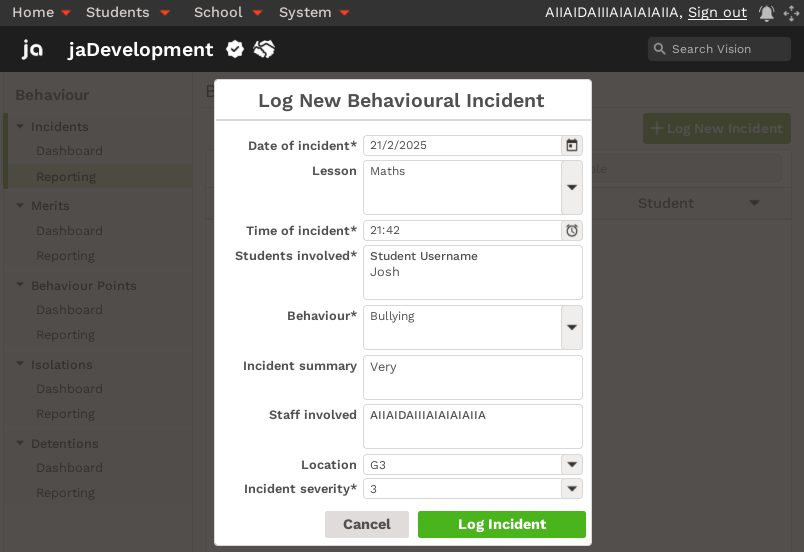 Home Students School System AIIAIDAIIIAIAIAIAIIA, Sign out
ja jaDevelopment Search Vision
Log New Behavioural Incident
Behaviour
Incidents
Dashboard
Reporting
Merits
Dashboard
Reporting
Behaviour Points
Dashboard
Reporting
Isolations
Dashboard
Reporting
Detentions
Dashboard
Reporting
Log New Incident
Student
Date of incident* 21/2/2025
Lesson Maths
Time of incident* 21:42
Students involved* Student Username
Josh
Behaviour* Bullying
Incident summary Very
Staff involved AIIAIDAIIIAIAIAIAIIA
Location G3
Incident severity* 3
Cancel Log Incident